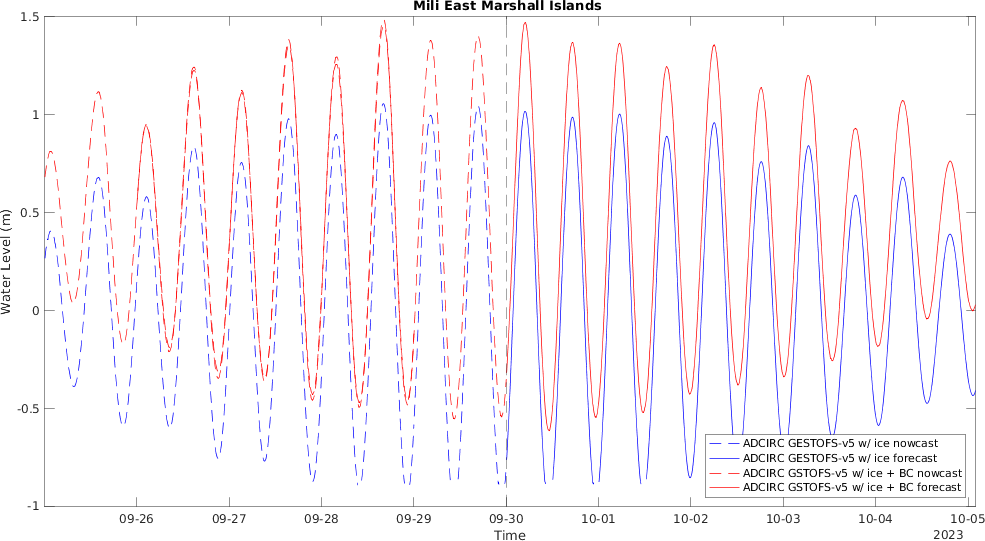 Mili East Marshall Islands
1.5
1
0.5
0
-0.5
-1
Water Level (m)
09-26
09-27
09-28
09-29
09-30
10-01
10-02
10-03
10-04
10-05
Time
2023
ADCIRC GESTOFS-v5 w/ ice nowcast
ADCIRC GESTOFS-v5 w/ ice forecast
ADCIRC GSTOFS-v5 w/ ice + BC nowcast
ADCIRC GSTOFS-v5 w/ ice + BC forecast